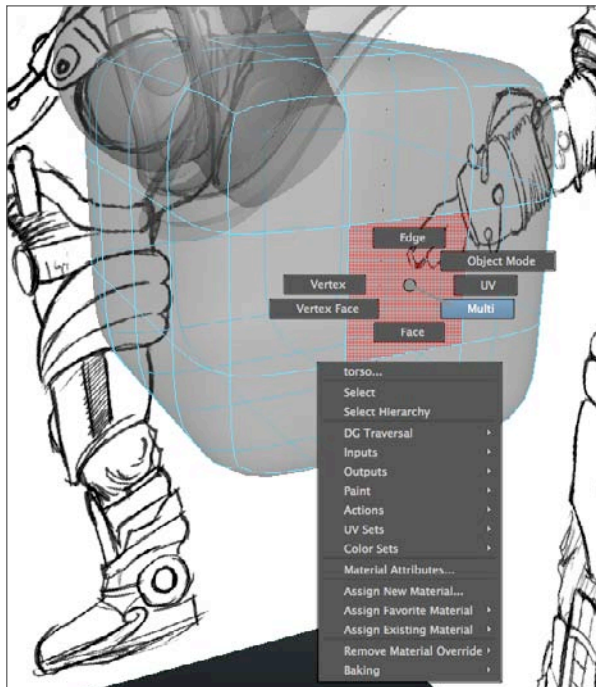 Edge
Object Mode
Vertex
UV
Vertex Face
Multi
Face
torso...
Select
Select Hierarchy
DG Traversal
Inputs
Outputs
Paint
Actions
UV Sets
Color Sets
Material Attributes...
Assign New Material...
Assign Favorite Material
Assign Existing Material
Remove Material Override
Baking